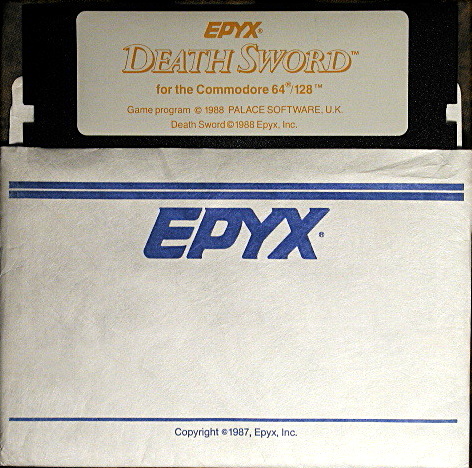 EPYX®
DEATH SWORD™
for the Commodore 64®/128™
Game program © 1988 PALACE SOFTWARE, U.K.
Death Sword ©1988 Epyx, Inc.
EPYX®
Copyright ©1987, Epyx, Inc.